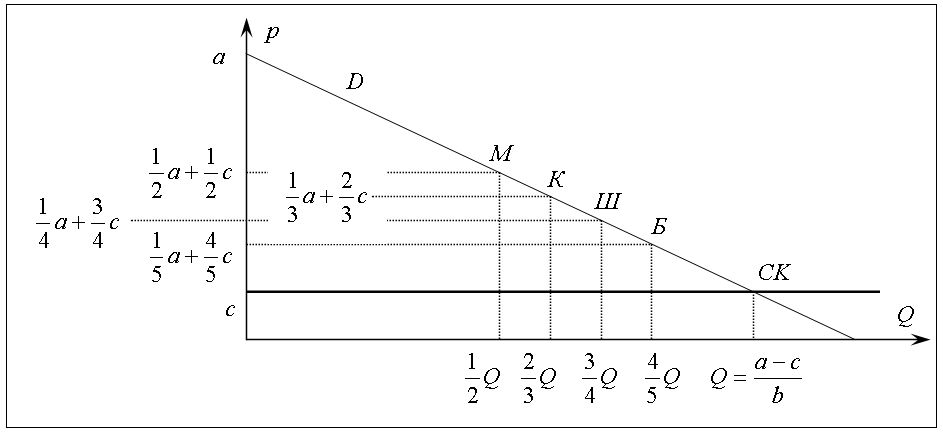 p
a
D
M
1/2 a + 1/2 c
К
1/3 a + 2/3 c
Ш
1/4 a + 3/4 c
Б
1/5 a + 4/5 c
СК
c
Q
1/2 Q 2/3 Q 3/4 Q 4/5 Q Q = (a − c)/b